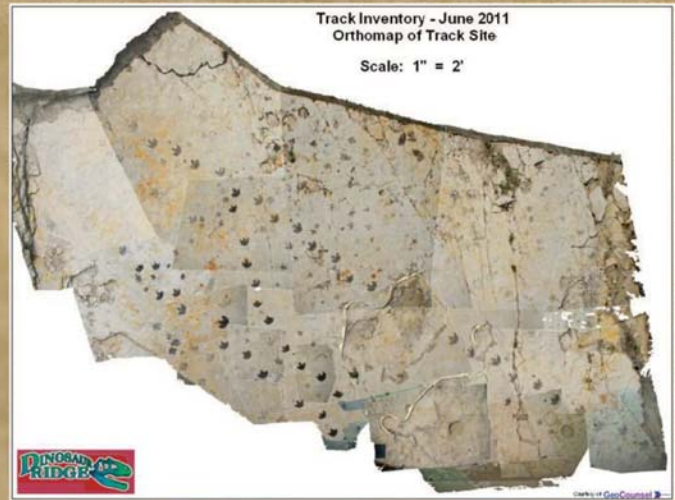 Track Inventory - June 2011
Orthomap of Track Site
Scale: 1" = 2'
DINOSAUR
RIDGE
Courtesy of GeoCounsel